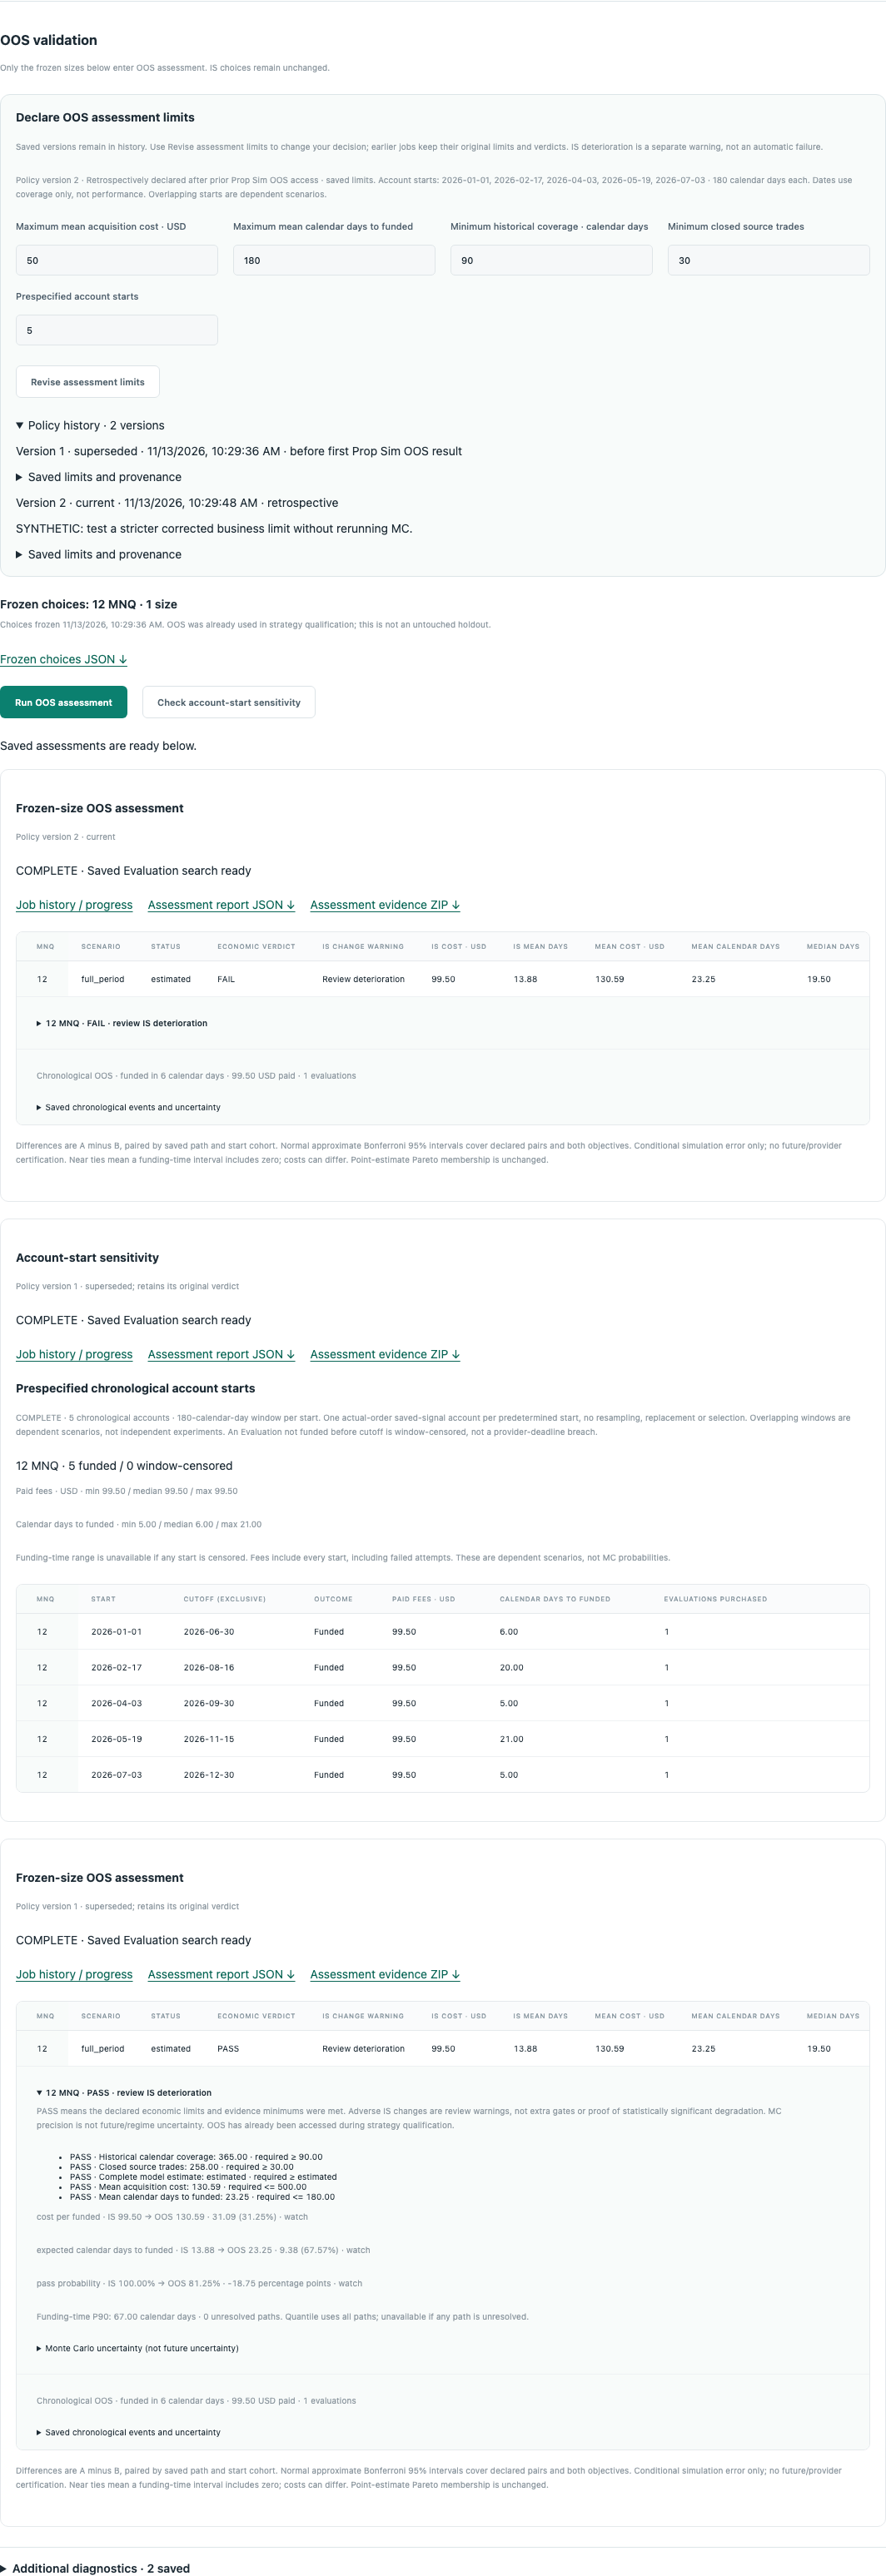 OOS validation
Only the frozen sizes below enter OOS assessment. IS choices remain unchanged.
Declare OOS assessment limits
Saved versions remain in history. Use Revise assessment limits to change your decision; earlier jobs keep their original limits and verdicts. IS deterioration is a separate warning, not an automatic failure.
Policy version 2 · Retrospectively declared after prior Prop Sim OOS access · saved limits. Account starts: 2026-01-01, 2026-02-17, 2026-04-03, 2026-05-19, 2026-07-03 · 180 calendar days each. Dates use
coverage only, not performance. Overlapping starts are dependent scenarios.
Maximum mean acquisition cost · USD
Maximum mean calendar days to funded
Minimum historical coverage · calendar days
Minimum closed source trades
50
180
90
30
Prespecified account starts
5
Revise assessment limits
▼ Policy history · 2 versions
Version 1 · superseded · 11/13/2026, 10:29:36 AM · before first Prop Sim OOS result
▶ Saved limits and provenance
Version 2 · current · 11/13/2026, 10:29:48 AM · retrospective
SYNTHETIC: test a stricter corrected business limit without rerunning MC.
▶ Saved limits and provenance
Frozen choices: 12 MNQ · 1 size
Choices frozen 11/13/2026, 10:29:36 AM. OOS was already used in strategy qualification; this is not an untouched holdout.
Frozen choices JSON ↓
Run OOS assessment
Check account-start sensitivity
Saved assessments are ready below.
Frozen-size OOS assessment
Policy version 2 · current
COMPLETE · Saved Evaluation search ready
Job history / progress Assessment report JSON ↓ Assessment evidence ZIP ↓
MNQ SCENARIO STATUS ECONOMIC VERDICT IS CHANGE WARNING IS COST · USD IS MEAN DAYS MEAN COST · USD MEAN CALENDAR DAYS MEDIAN DAYS
12 full_period estimated FAIL Review deterioration 99.50 13.88 130.59 23.25 19.50
▶ 12 MNQ · FAIL · review IS deterioration
Chronological OOS · funded in 6 calendar days · 99.50 USD paid · 1 evaluations
▶ Saved chronological events and uncertainty
Differences are A minus B, paired by saved path and start cohort. Normal approximate Bonferroni 95% intervals cover declared pairs and both objectives. Conditional simulation error only; no future/provider
certification. Near ties mean a funding-time interval includes zero; costs can differ. Point-estimate Pareto membership is unchanged.
Account-start sensitivity
Policy version 1 · superseded; retains its original verdict
COMPLETE · Saved Evaluation search ready
Job history / progress Assessment report JSON ↓ Assessment evidence ZIP ↓
Prespecified chronological account starts
COMPLETE · 5 chronological accounts · 180-calendar-day window per start. One actual-order saved-signal account per predetermined start, no resampling, replacement or selection. Overlapping windows are
dependent scenarios, not independent experiments. An Evaluation not funded before cutoff is window-censored, not a provider-deadline breach.
12 MNQ · 5 funded / 0 window-censored
Paid fees · USD · min 99.50 / median 99.50 / max 99.50
Calendar days to funded · min 5.00 / median 6.00 / max 21.00
Funding-time range is unavailable if any start is censored. Fees include every start, including failed attempts. These are dependent scenarios, not MC probabilities.
MNQ START CUTOFF (EXCLUSIVE) OUTCOME PAID FEES · USD CALENDAR DAYS TO FUNDED EVALUATIONS PURCHASED
12 2026-01-01 2026-06-30 Funded 99.50 6.00 1
12 2026-02-17 2026-08-16 Funded 99.50 20.00 1
12 2026-04-03 2026-09-30 Funded 99.50 5.00 1
12 2026-05-19 2026-11-15 Funded 99.50 21.00 1
12 2026-07-03 2026-12-30 Funded 99.50 5.00 1
Frozen-size OOS assessment
Policy version 1 · superseded; retains its original verdict
COMPLETE · Saved Evaluation search ready
Job history / progress Assessment report JSON ↓ Assessment evidence ZIP ↓
MNQ SCENARIO STATUS ECONOMIC VERDICT IS CHANGE WARNING IS COST · USD IS MEAN DAYS MEAN COST · USD MEAN CALENDAR DAYS MEDIAN DAYS
12 full_period estimated PASS Review deterioration 99.50 13.88 130.59 23.25 19.50
▼ 12 MNQ · PASS · review IS deterioration
PASS means the declared economic limits and evidence minimums were met. Adverse IS changes are review warnings, not extra gates or proof of statistically significant degradation. MC
precision is not future/regime uncertainty. OOS has already been accessed during strategy qualification.
• PASS · Historical calendar coverage: 365.00 · required ≥ 90.00
• PASS · Closed source trades: 258.00 · required ≥ 30.00
• PASS · Complete model estimate: estimated · required ≥ estimated
• PASS · Mean acquisition cost: 130.59 · required <= 500.00
• PASS · Mean calendar days to funded: 23.25 · required <= 180.00
cost per funded · IS 99.50 → OOS 130.59 · 31.09 (31.25%) · watch
expected calendar days to funded · IS 13.88 → OOS 23.25 · 9.38 (67.57%) · watch
pass probability · IS 100.00% → OOS 81.25% · −18.75 percentage points · watch
Funding-time P90: 67.00 calendar days · 0 unresolved paths. Quantile uses all paths; unavailable if any path is unresolved.
▶ Monte Carlo uncertainty (not future uncertainty)
Chronological OOS · funded in 6 calendar days · 99.50 USD paid · 1 evaluations
▶ Saved chronological events and uncertainty
Differences are A minus B, paired by saved path and start cohort. Normal approximate Bonferroni 95% intervals cover declared pairs and both objectives. Conditional simulation error only; no future/provider
certification. Near ties mean a funding-time interval includes zero; costs can differ. Point-estimate Pareto membership is unchanged.
▶ Additional diagnostics · 2 saved